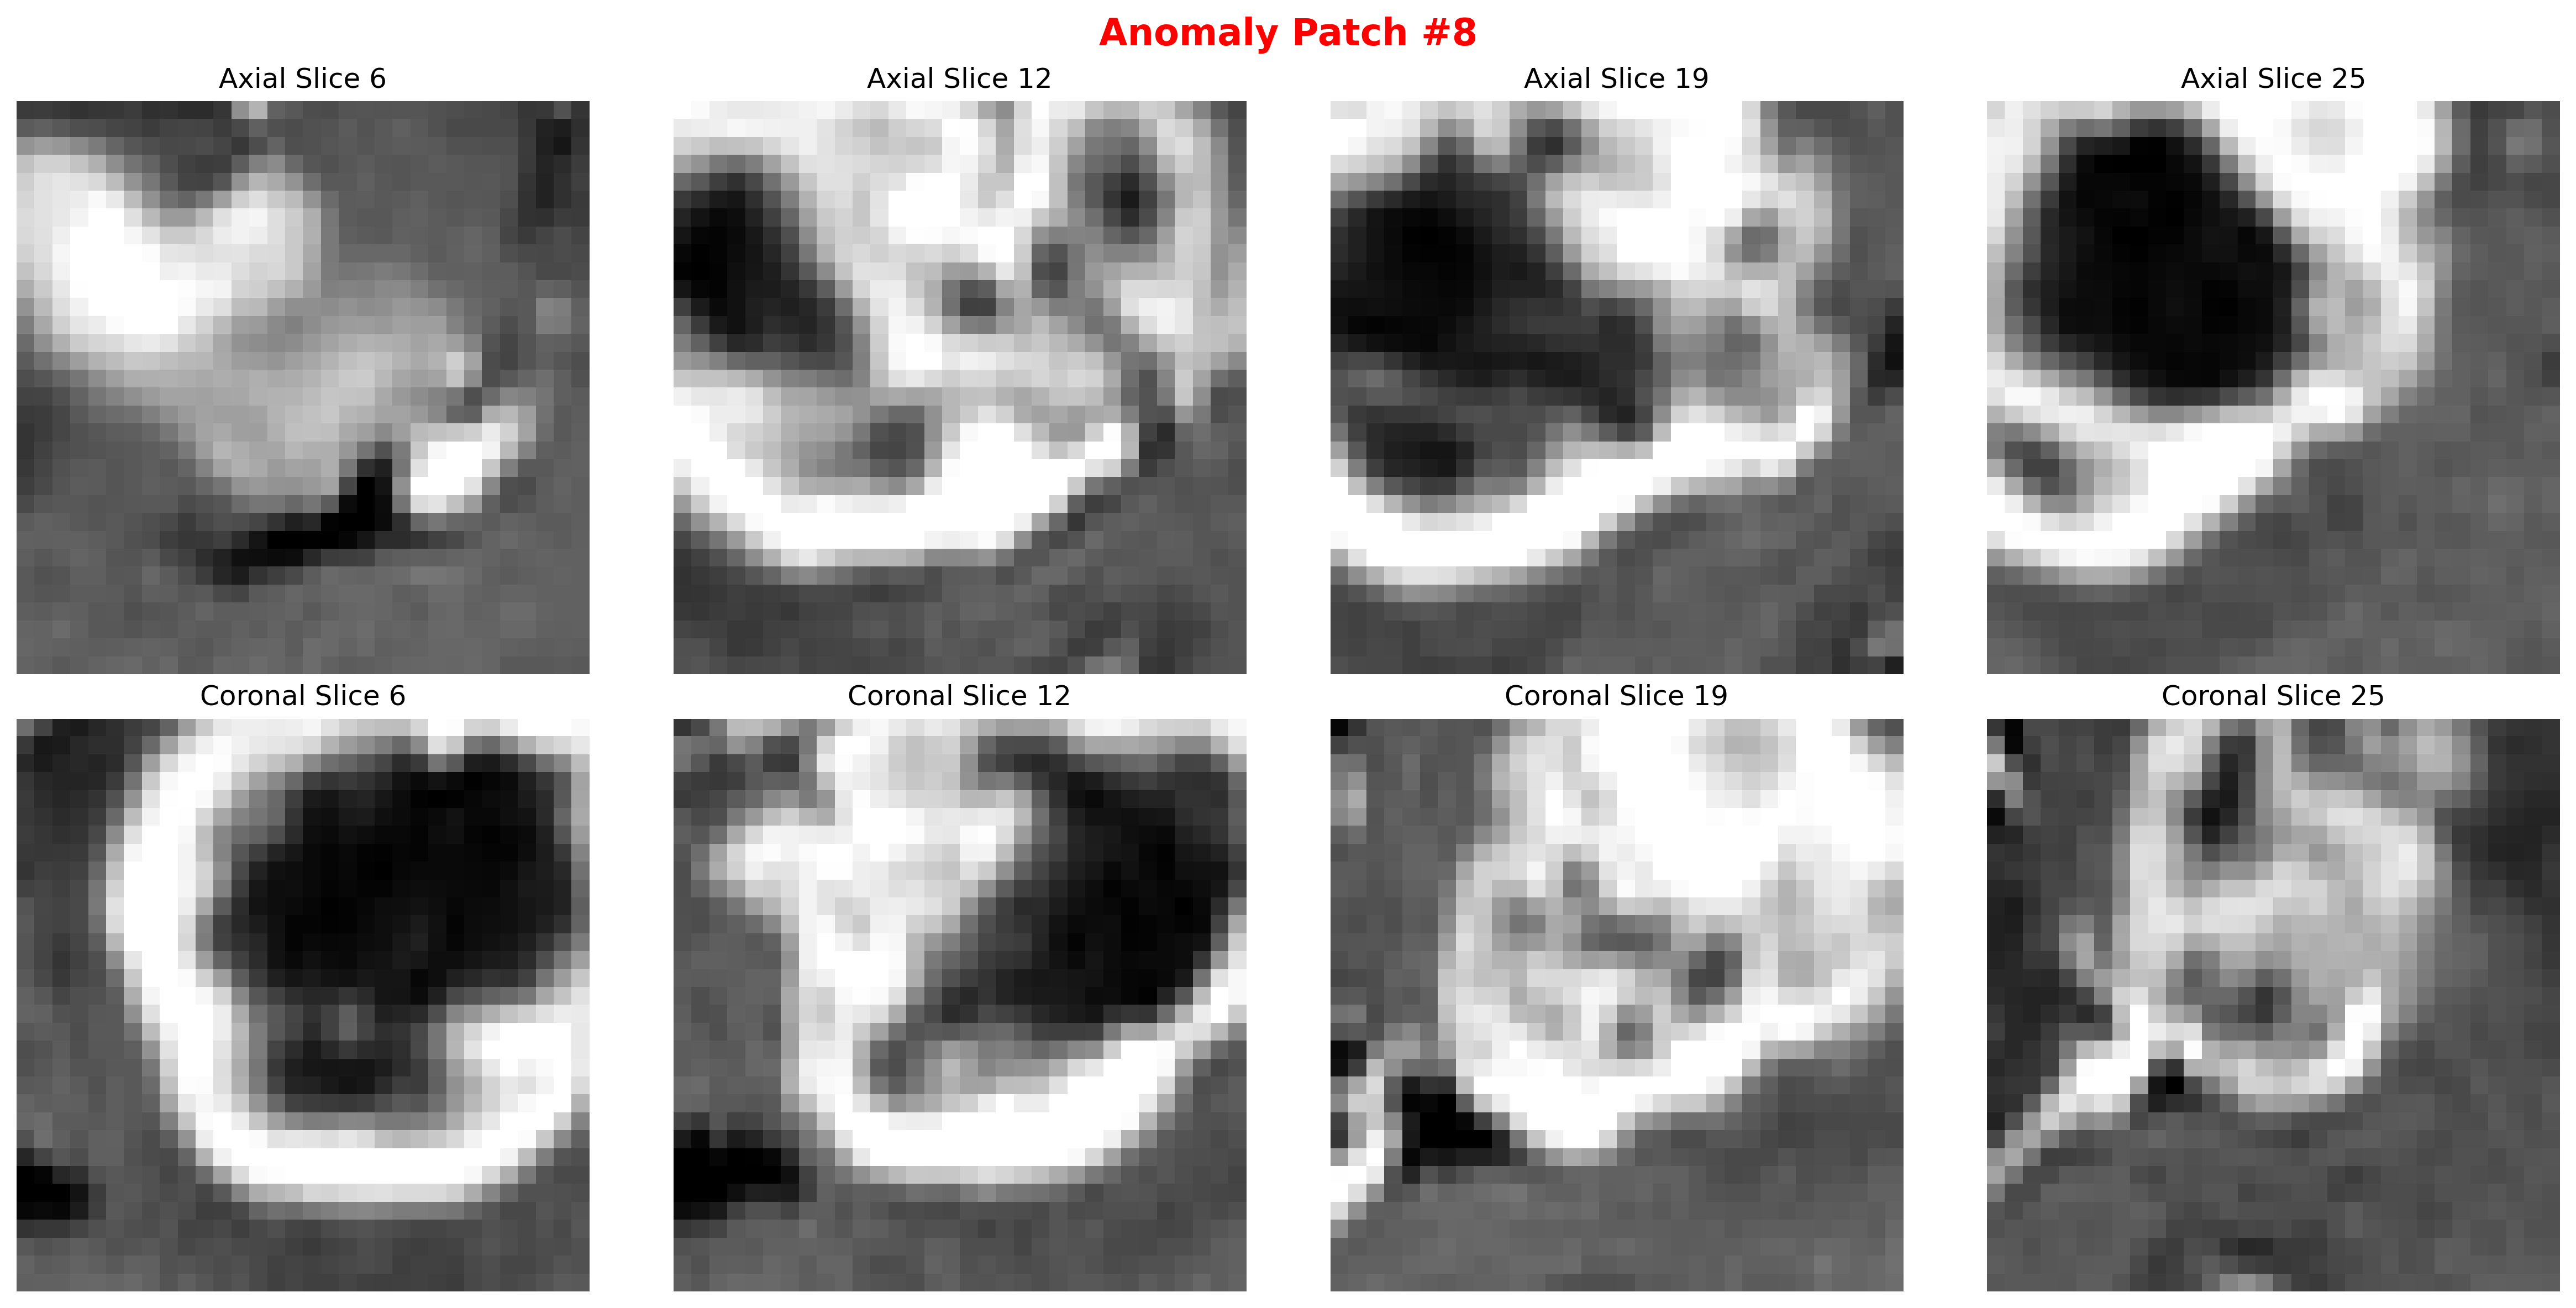 Anomaly Patch #8
Axial Slice 6
Axial Slice 12
Axial Slice 19
Axial Slice 25
Coronal Slice 6
Coronal Slice 12
Coronal Slice 19
Coronal Slice 25